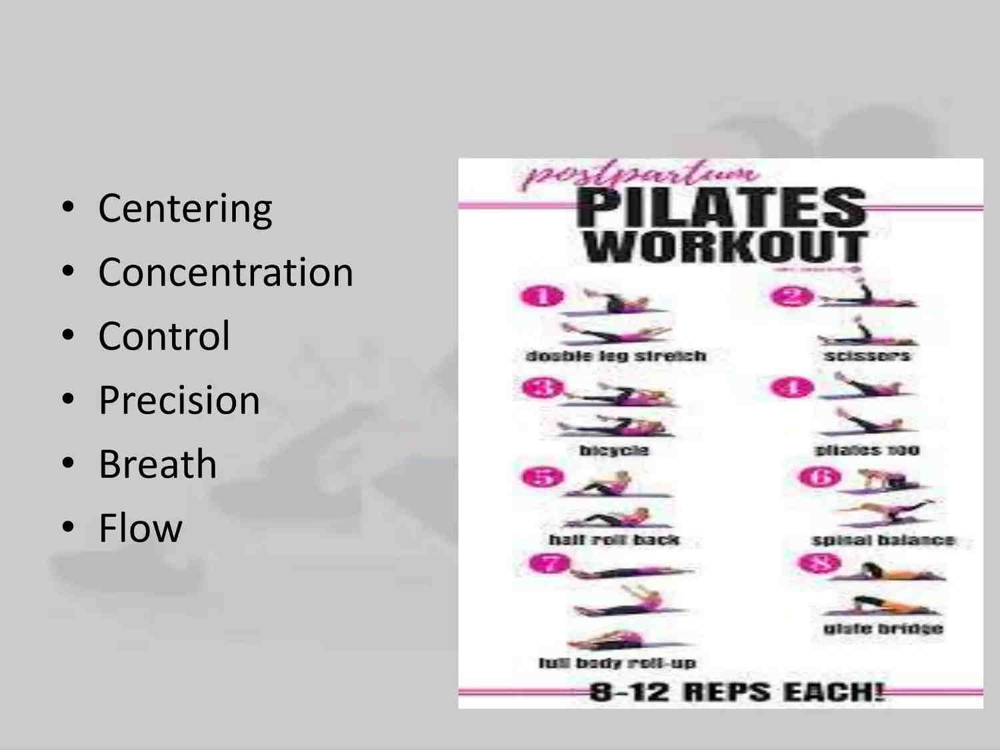 • Centering
• Concentration
• Control
• Precision
• Breath
• Flow
postpartum
PILATES
WORKOUT
1
2
double leg stretch
scissors
3
4
bicycle
pilates 100
5
6
half roll back
spinal balance
7
8
glute bridge
full body roll-up
8-12 REPS EACH!